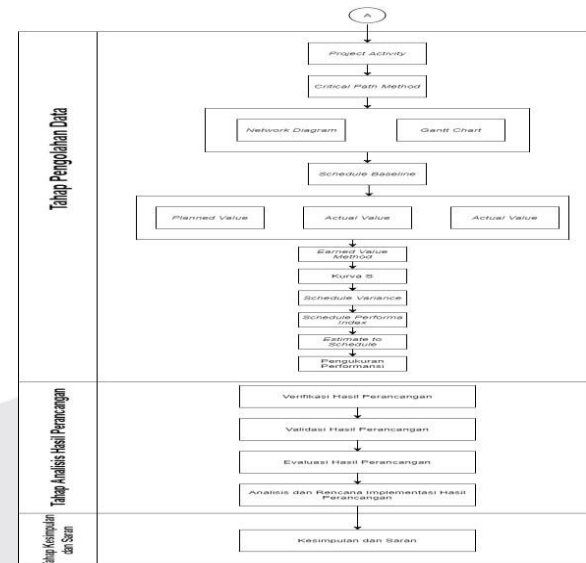 A
Tahap Pengolahan Data
Project Activity
Critical Path Method
Network Diagram
Gantt Chart
Schedule Baseline
Planned Value
Actual Value
Actual Value
Earned Value
Method
Kurva S
Schedule Variance
Schedule Performa
Index
Estimate to
Schedule
Pengukuran
Performansi
Tahap Analisis Hasil Perancangan
Verifikasi Hasil Perancangan
Validasi Hasil Perancangan
Evaluasi Hasil Perancangan
Analisis dan Rencana Implementasi Hasil
Perancangan
Tahap Kesimpulan
dan Saran
Kesimpulan dan Saran